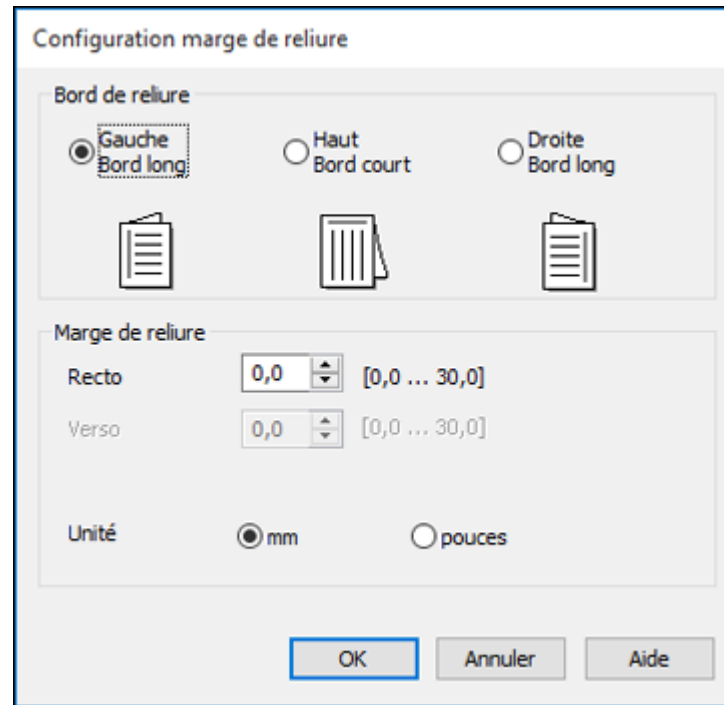 Configuration marge de reliure
Bord de reliure
Gauche
Bord long
Haut
Bord court
Droite
Bord long
Marge de reliure
Recto 0,0 [0,0 ... 30,0]
Verso 0,0 [0,0 ... 30,0]
Unité mm pouces
OK Annuler Aide